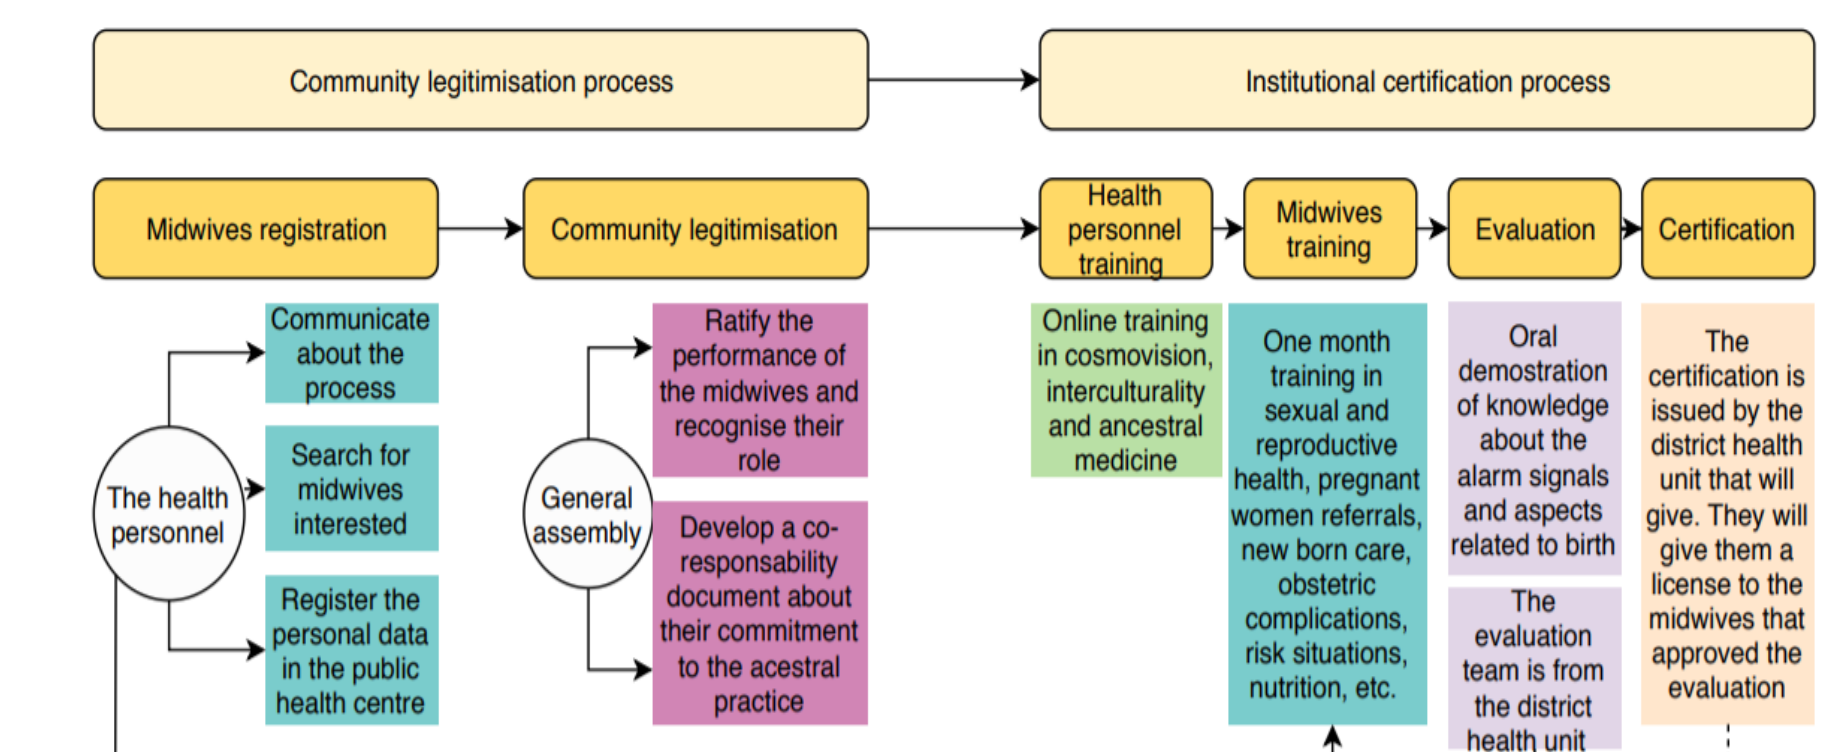 Community legitimisation process
Institutional certification process
Midwives registration
Community legitimisation
Health
personnel
training
Midwives
training
Evaluation
Certification
The health
personnel
Communicate
about the
process
Search for
midwives
interested
Register the
personal data
in the public
health centre
General
assembly
Ratify the
performance of
the midwives and
recognise their
role
Develop a co-
responsability
document about
their commitment
to the acestral
practice
Online training
in cosmovision,
interculturality
and ancestral
medicine
One month
training in
sexual and
reproductive
health, pregnant
women referrals,
new born care,
obstetric
complications,
risk situations,
nutrition, etc.
Oral
demostration
of knowledge
about the
alarm signals
and aspects
related to birth
The
evaluation
team is from
the district
health unit
The
certification is
issued by the
district health
unit that will
give. They will
give them a
license to the
midwives that
approved the
evaluation